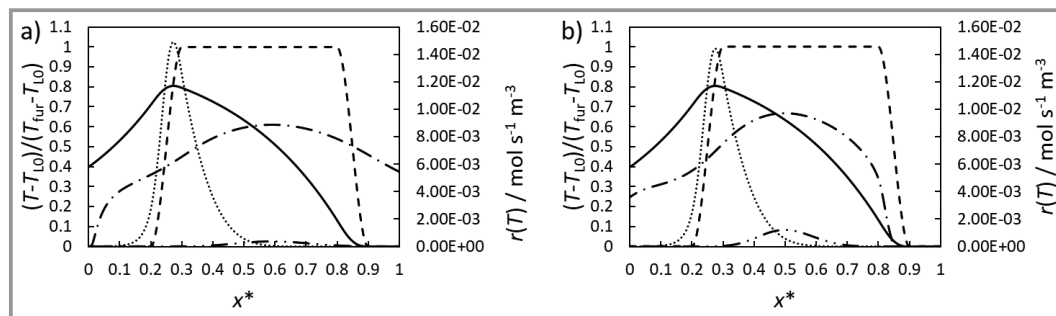 a)
(T-TL0)/(Tfur-TL0)
1.1
1
0.9
0.8
0.7
0.6
0.5
0.4
0.3
0.2
0.1
0
0 0.1 0.2 0.3 0.4 0.5 0.6 0.7 0.8 0.9 1
x*
1.60E-02
1.40E-02
1.20E-02
1.00E-02
8.00E-03
6.00E-03
4.00E-03
2.00E-03
0.00E+00
r(T) / mol s⁻¹ m⁻³
b)
(T-TL0)/(Tfur-TL0)
1.1
1
0.9
0.8
0.7
0.6
0.5
0.4
0.3
0.2
0.1
0
0 0.1 0.2 0.3 0.4 0.5 0.6 0.7 0.8 0.9 1
x*
1.60E-02
1.40E-02
1.20E-02
1.00E-02
8.00E-03
6.00E-03
4.00E-03
2.00E-03
0.00E+00
r(T) / mol s⁻¹ m⁻³